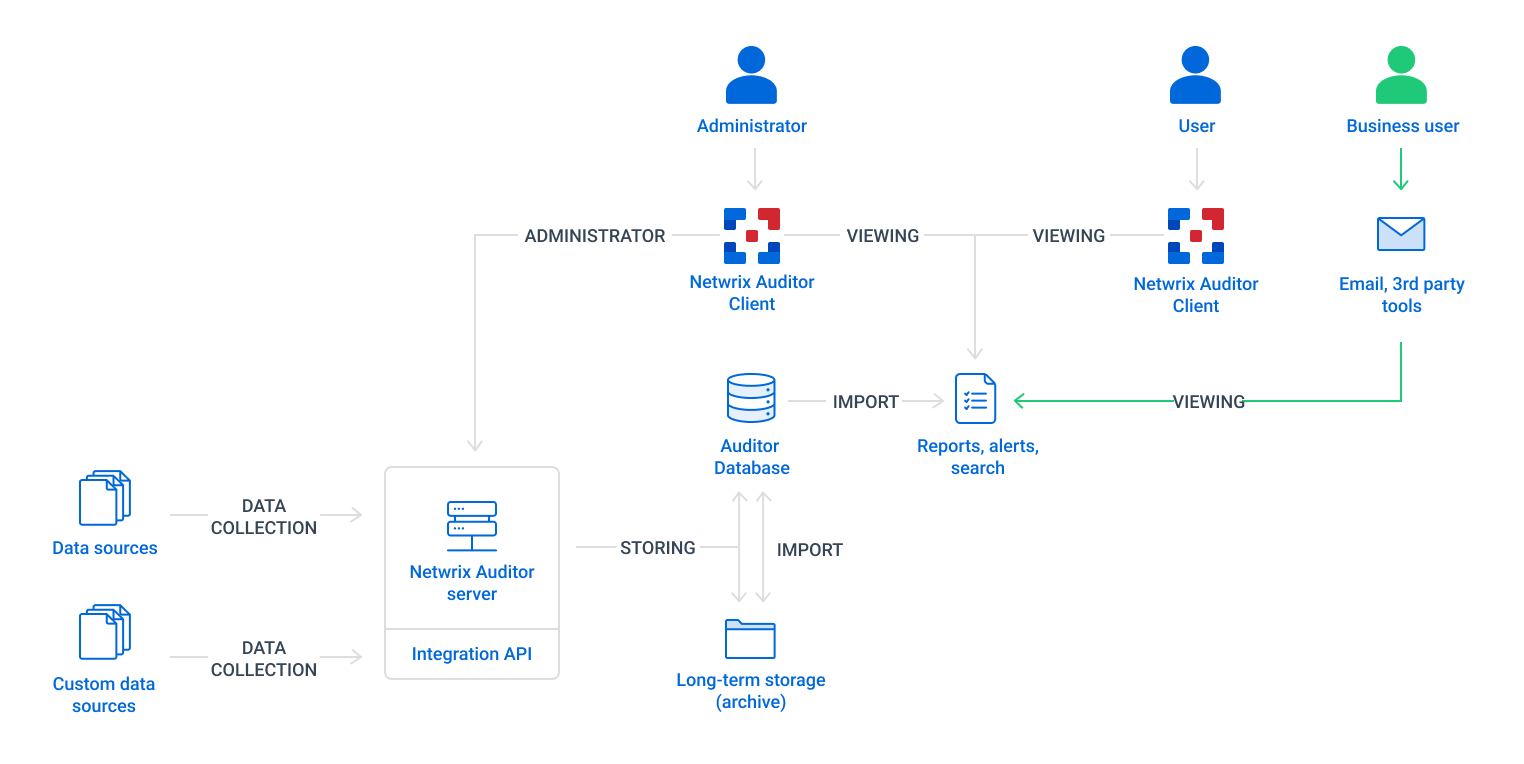 Administrator
User
Business user
ADMINISTRATOR
VIEWING
VIEWING
Netwrix Auditor
Client
Netwrix Auditor
Client
Email, 3rd party
tools
IMPORT
VIEWING
Auditor
Database
Reports, alerts,
search
DATA
COLLECTION
Data sources
Netwrix Auditor
server
STORING
IMPORT
DATA
COLLECTION
Integration API
Custom data
sources
Long-term storage
(archive)